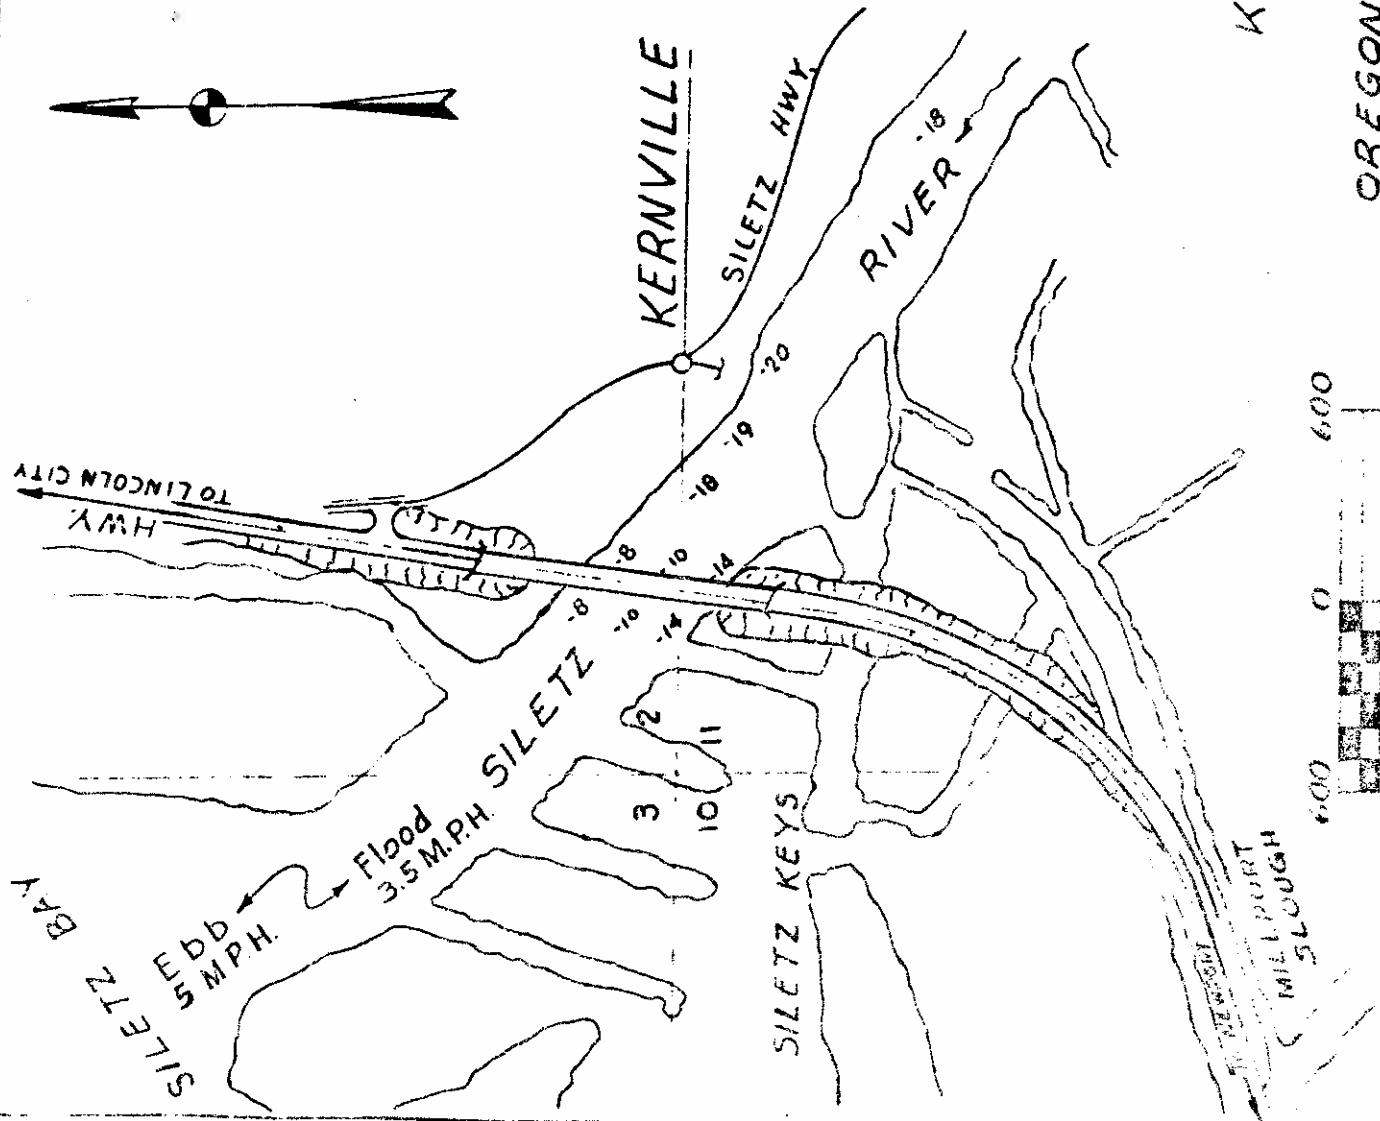 K
OREGON
KERNVILLE
SILETZ HWY.
-18
RIVER
-20
-19
-18
TO LINCOLN CITY
HWY.
-8
-10
-14
-8
-10
-14
SILETZ
2
11
3
10
Flood
3.5 M.P.H.
Ebb
5 M.P.H.
SILETZ BAY
SILETZ KEYS
MILLPORT
SLOUGH
NEWPORT
600
0
600